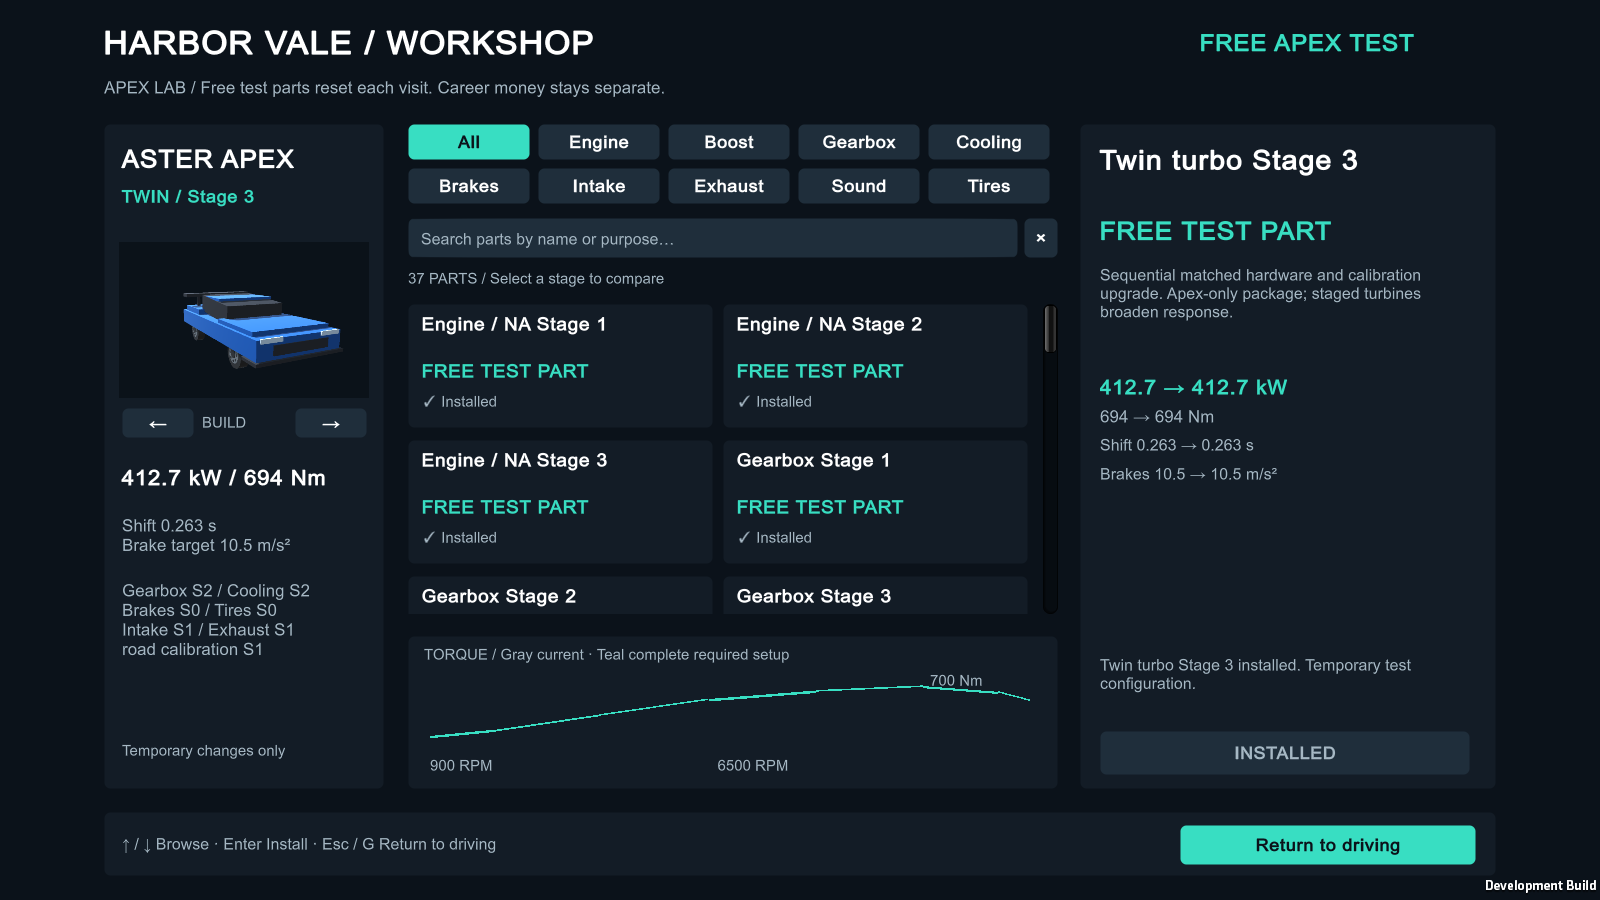 HARBOR VALE / WORKSHOP
FREE APEX TEST
APEX LAB / Free test parts reset each visit. Career money stays separate.
ASTER APEX
TWIN / Stage 3
← BUILD →
412.7 kW / 694 Nm
Shift 0.263 s
Brake target 10.5 m/s²
Gearbox S2 / Cooling S2
Brakes S0 / Tires S0
Intake S1 / Exhaust S1
road calibration S1
Temporary changes only
All Engine Boost Gearbox Cooling
Brakes Intake Exhaust Sound Tires
Search parts by name or purpose…
×
37 PARTS / Select a stage to compare
Engine / NA Stage 1
FREE TEST PART
✓ Installed
Engine / NA Stage 2
FREE TEST PART
✓ Installed
Engine / NA Stage 3
FREE TEST PART
✓ Installed
Gearbox Stage 1
FREE TEST PART
✓ Installed
Gearbox Stage 2
Gearbox Stage 3
TORQUE / Gray current · Teal complete required setup
700 Nm
900 RPM
6500 RPM
Twin turbo Stage 3
FREE TEST PART
Sequential matched hardware and calibration
upgrade. Apex-only package; staged turbines
broaden response.
412.7 → 412.7 kW
694 → 694 Nm
Shift 0.263 → 0.263 s
Brakes 10.5 → 10.5 m/s²
Twin turbo Stage 3 installed. Temporary test
configuration.
INSTALLED
↑ / ↓ Browse · Enter Install · Esc / G Return to driving
Return to driving
Development Build